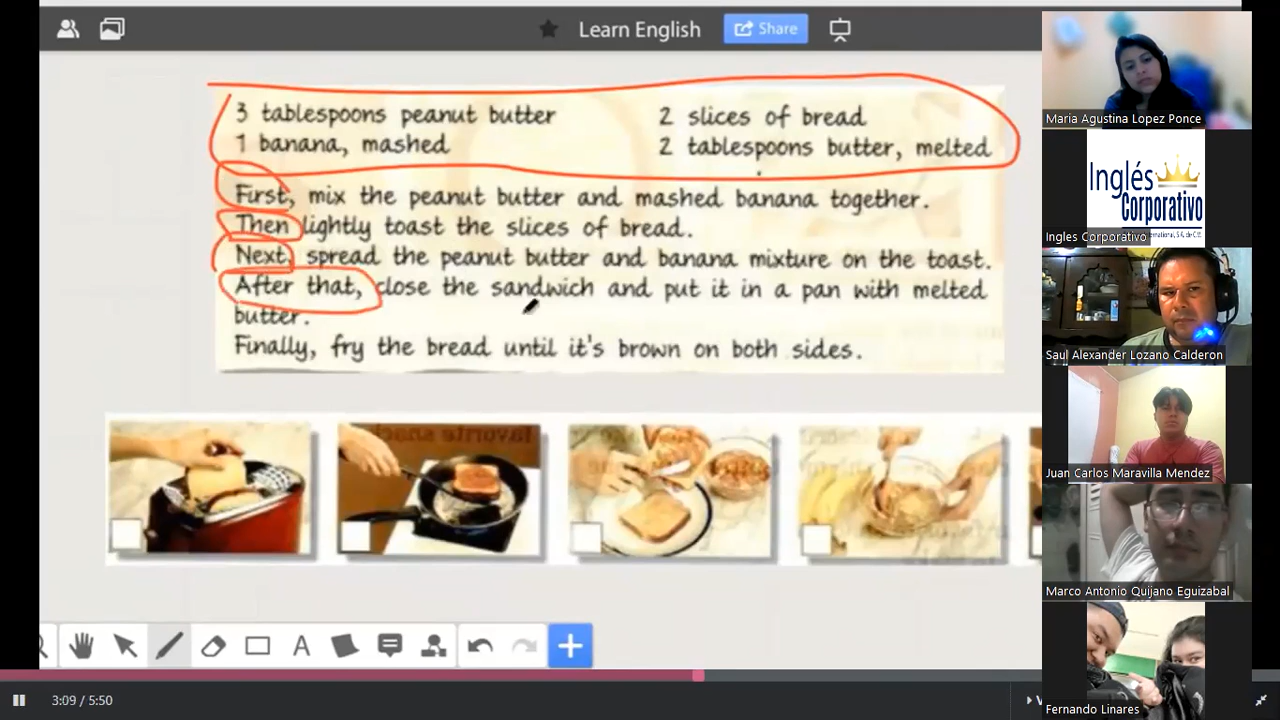 Learn English
Share
3 tablespoons peanut butter
2 slices of bread
1 banana, mashed
2 tablespoons butter, melted
First, mix the peanut butter and mashed banana together.
Then lightly toast the slices of bread.
Next, spread the peanut butter and banana mixture on the toast.
After that, close the sandwich and put it in a pan with melted
butter.
Finally, fry the bread until it's brown on both sides.
A
3:09 / 5:50
Maria Agustina Lopez Ponce
Inglés
Corporativo
Ingles Corporativo
Saul Alexander Lozano Calderon
Juan Carlos Maravilla Mendez
Marco Antonio Quijano Eguizabal
Fernando Linares